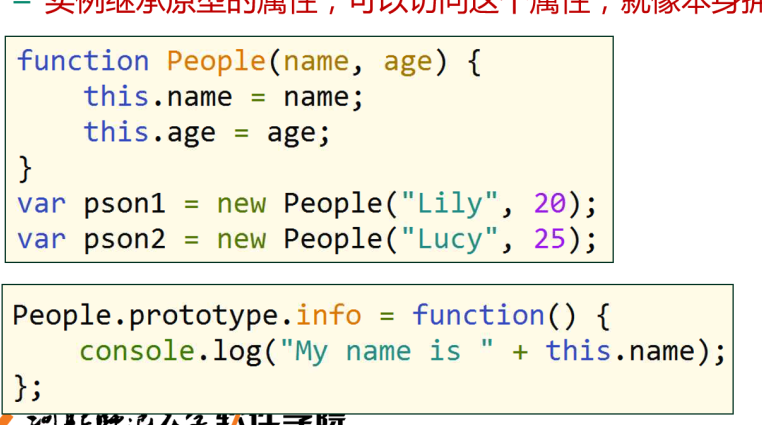 – 实例继承原型的属性，可以访问这个属性，就像本身拥
function People(name, age) {
    this.name = name;
    this.age = age;
}
var pson1 = new People("Lily", 20);
var pson2 = new People("Lucy", 25);
People.prototype.info = function() {
    console.log("My name is " + this.name);
};